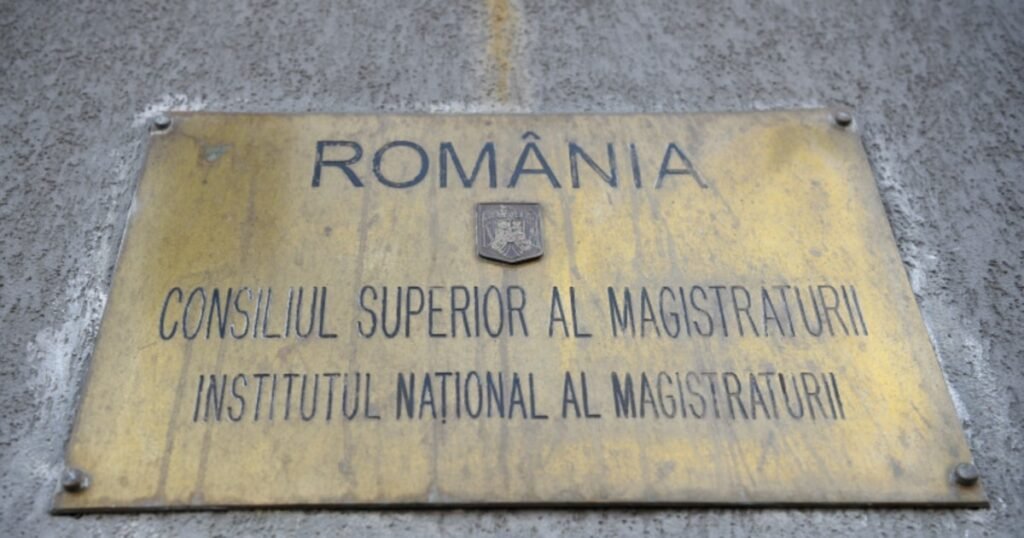 ROMÂNIA
CONSILIUL SUPERIOR AL MAGISTRATURII
INSTITUTUL NAȚIONAL AL MAGISTRATURII